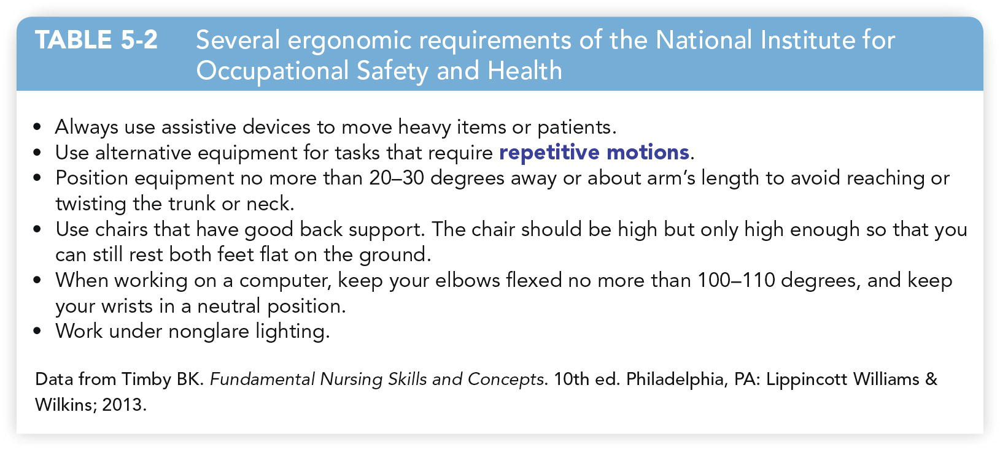 TABLE 5-2 Several ergonomic requirements of the National Institute for
Occupational Safety and Health
• Always use assistive devices to move heavy items or patients.
• Use alternative equipment for tasks that require repetitive motions.
• Position equipment no more than 20–30 degrees away or about arm’s length to avoid reaching or
twisting the trunk or neck.
• Use chairs that have good back support. The chair should be high but only high enough so that you
can still rest both feet flat on the ground.
• When working on a computer, keep your elbows flexed no more than 100–110 degrees, and keep
your wrists in a neutral position.
• Work under nonglare lighting.
Data from Timby BK. Fundamental Nursing Skills and Concepts. 10th ed. Philadelphia, PA: Lippincott Williams &
Wilkins; 2013.